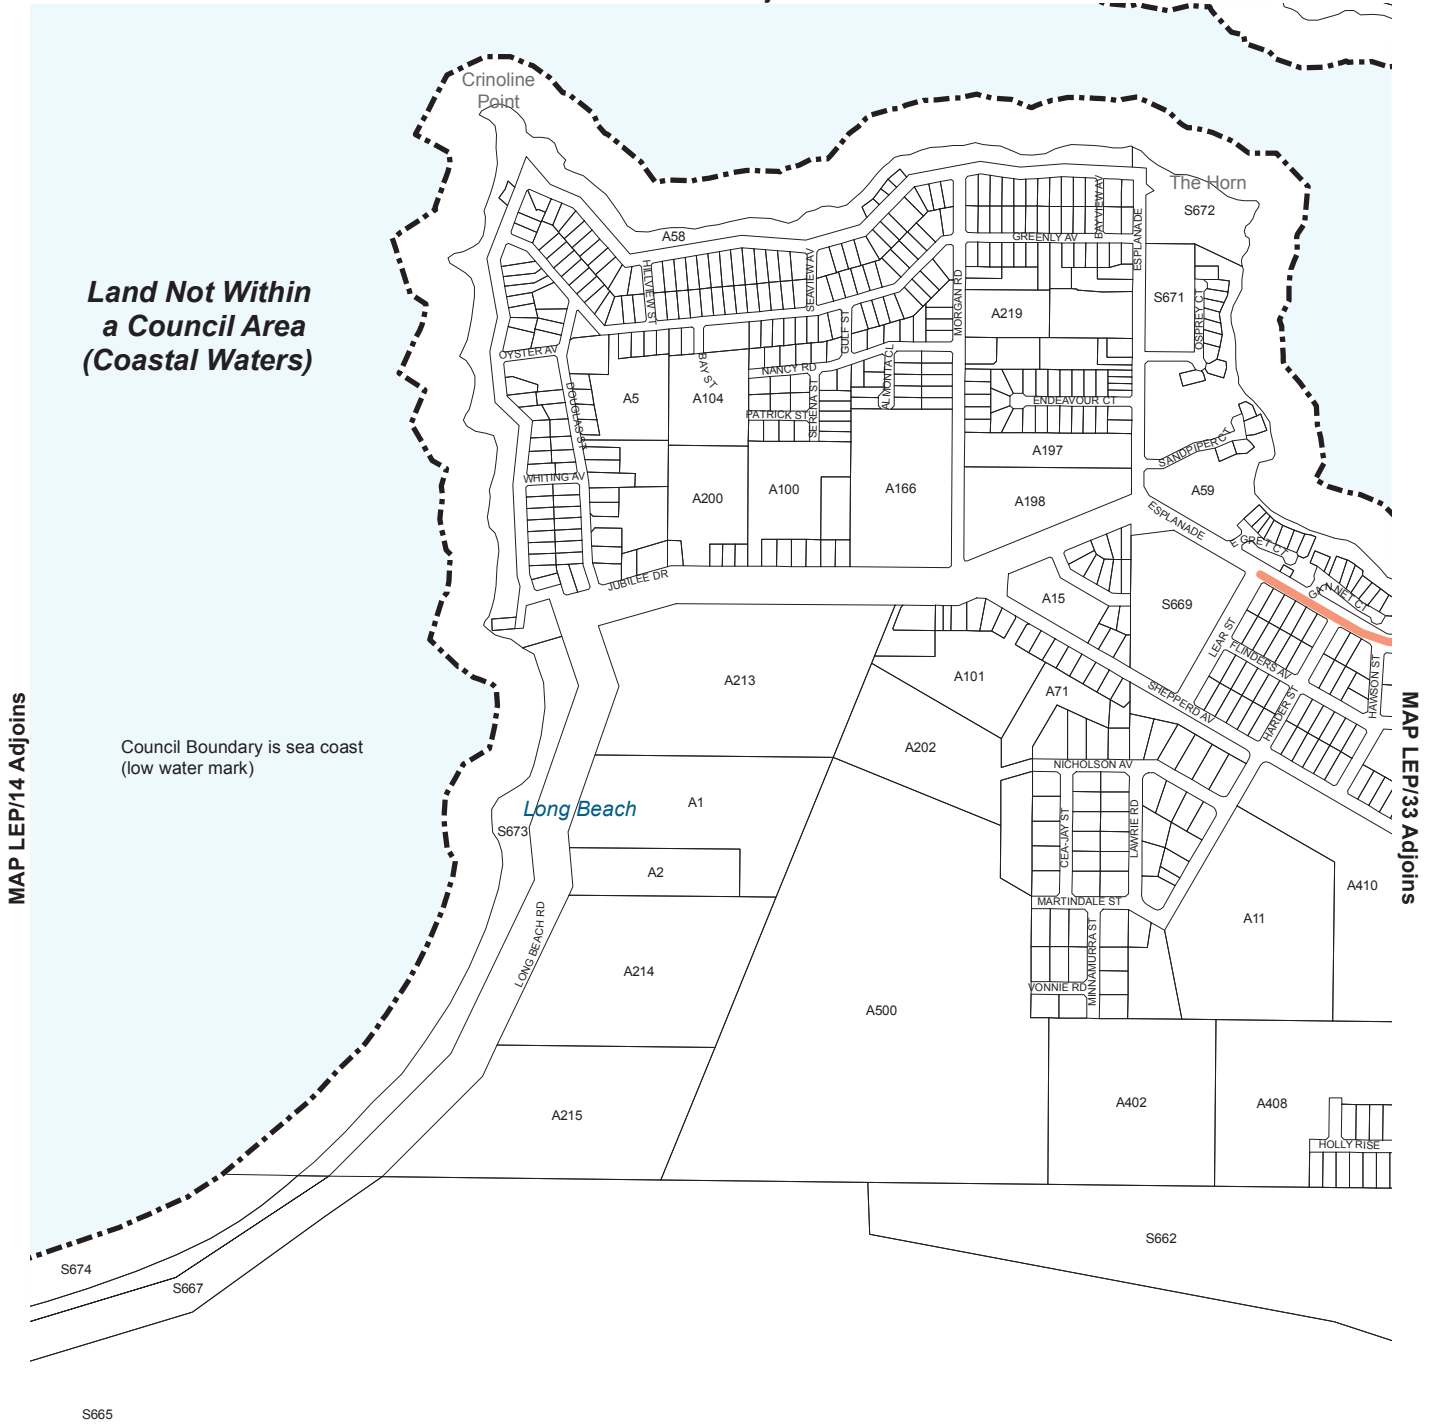 Crinoline
Point
The Horn
S672
A58
BAYVIEW AV
GREENLY AV
ESPLANADE
HILLVIEW ST
SEAVIEW AV
MORGAN RD
S671
OSPREY CT
A219
Land Not Within
a Council Area
(Coastal Waters)
GULF ST
OYSTER AV
BAY ST
NANCY RD
ALMONTA CL
DOUGLAS ST
A5
A104
SERENA ST
PATRICK ST
ENDEAVOUR CT
A197
SANDPIPER CT
WHITING AV
A200
A100
A166
A198
A59
ESPLANADE
EGRET CT
JUBILEE DR
A15
S669
GANNET CT
LEAR ST
FLINDERS AV
A213
A101
A71
SHEPPERD AV
HARDER ST
HAWSON ST
MAP LEP/14 Adjoins
MAP LEP/33 Adjoins
Council Boundary is sea coast
(low water mark)
A202
NICHOLSON AV
Long Beach
A1
S673
CEA-JAY ST
LAWRIE RD
A2
A410
MARTINDALE ST
A11
LONG BEACH RD
MINNAMURRA ST
A214
VONNIE RD
A500
A215
A402
A408
HOLLY RISE
S662
S674
S667
S665